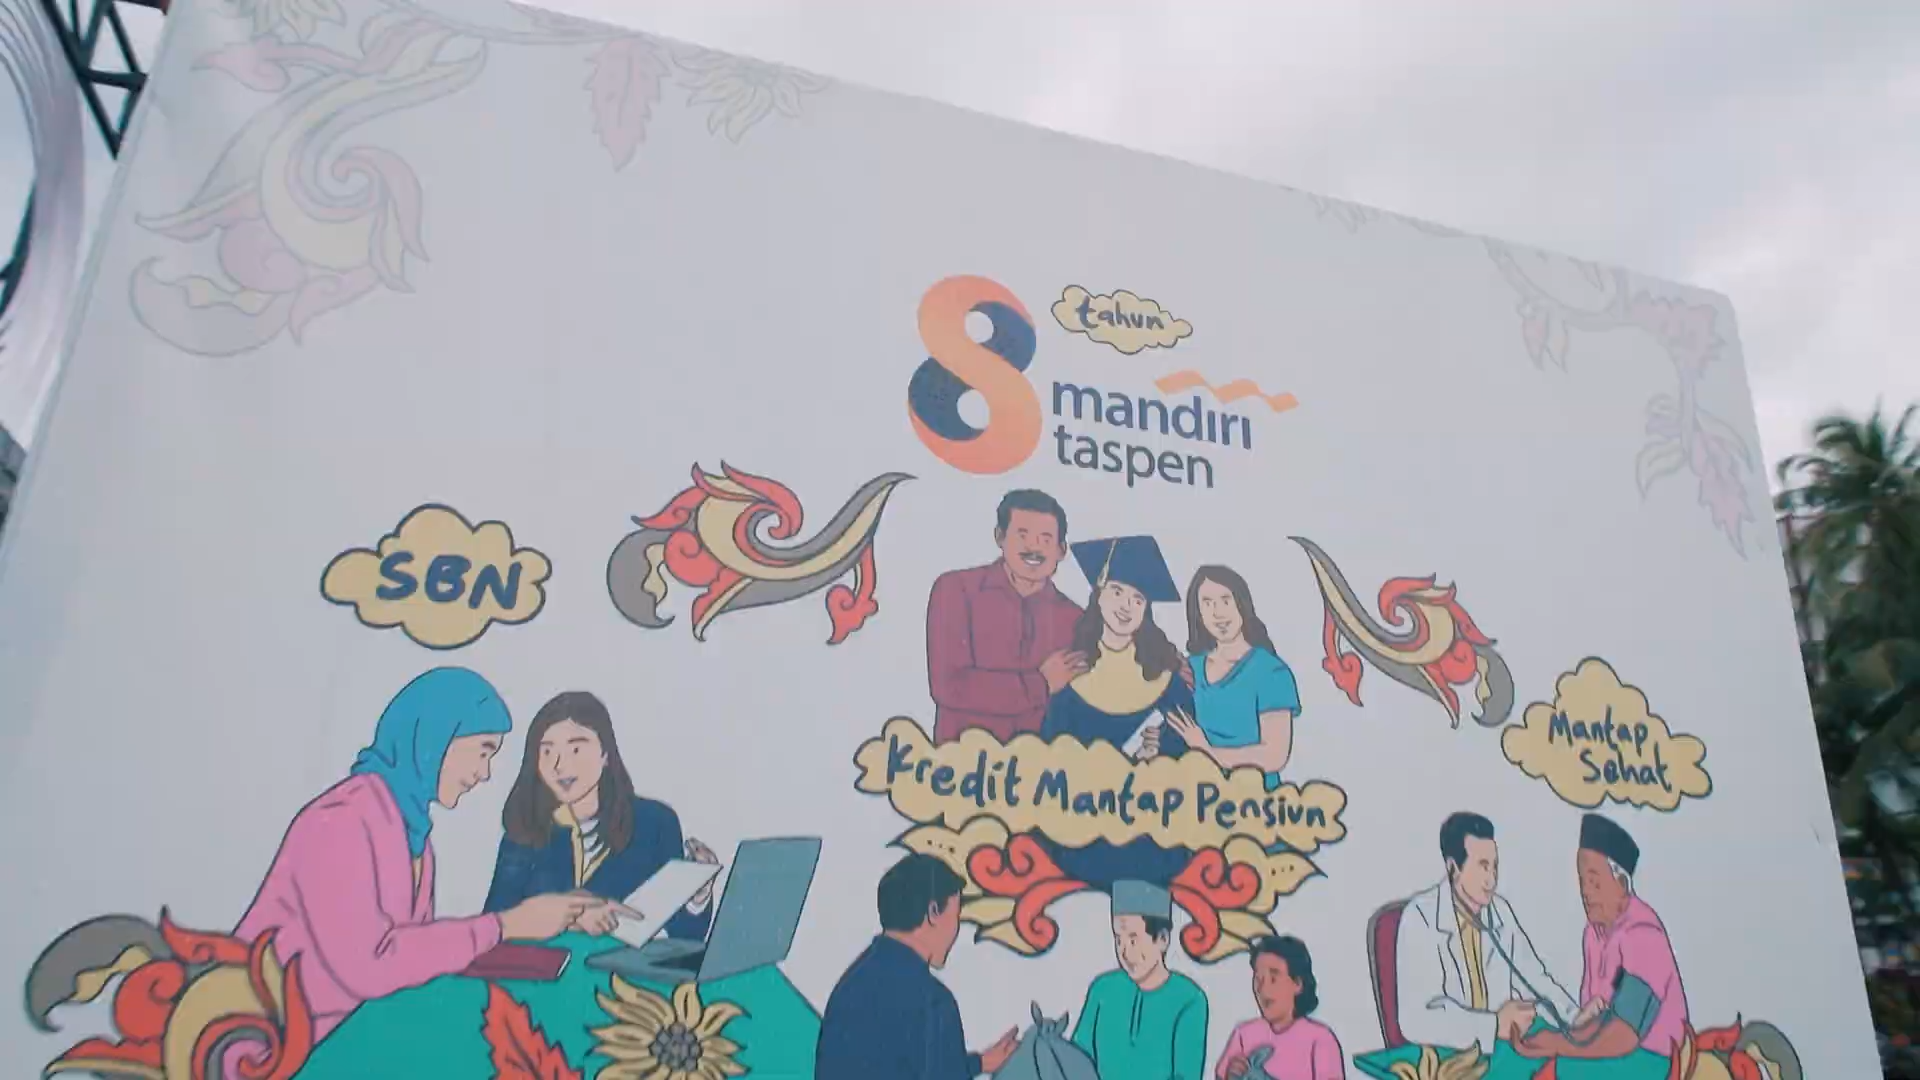 8 tahun
mandiri
taspen
SBN
Kredit Mantap Pensiun
Mantap
Sehat